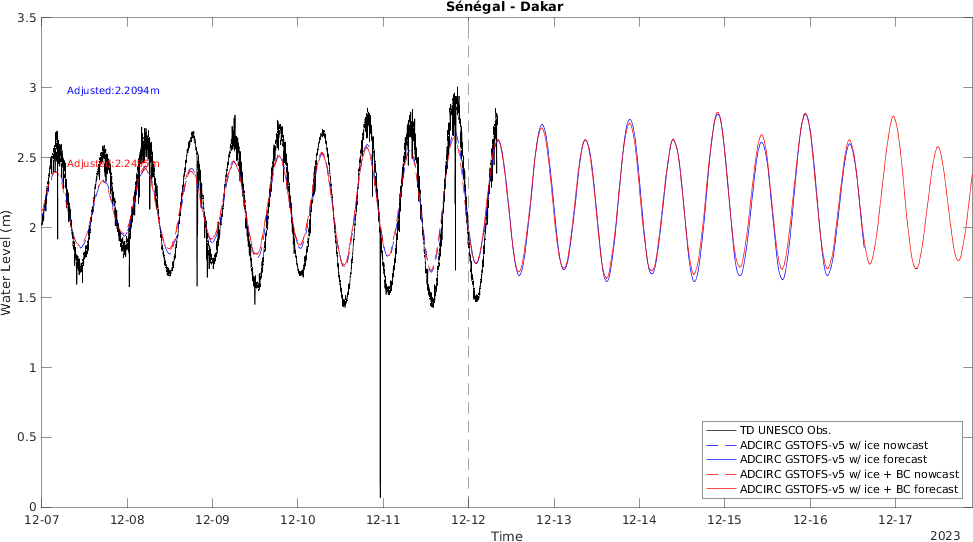 Sénégal - Dakar
3.5
3
2.5
2
1.5
1
0.5
0
Water Level (m)
Adjusted:2.2094m
12-07
12-08
12-09
12-10
12-11
12-12
12-13
12-14
12-15
12-16
12-17
Time
2023
TD UNESCO Obs.
ADCIRC GSTOFS-v5 w/ ice nowcast
ADCIRC GSTOFS-v5 w/ ice forecast
ADCIRC GSTOFS-v5 w/ ice + BC nowcast
ADCIRC GSTOFS-v5 w/ ice + BC forecast